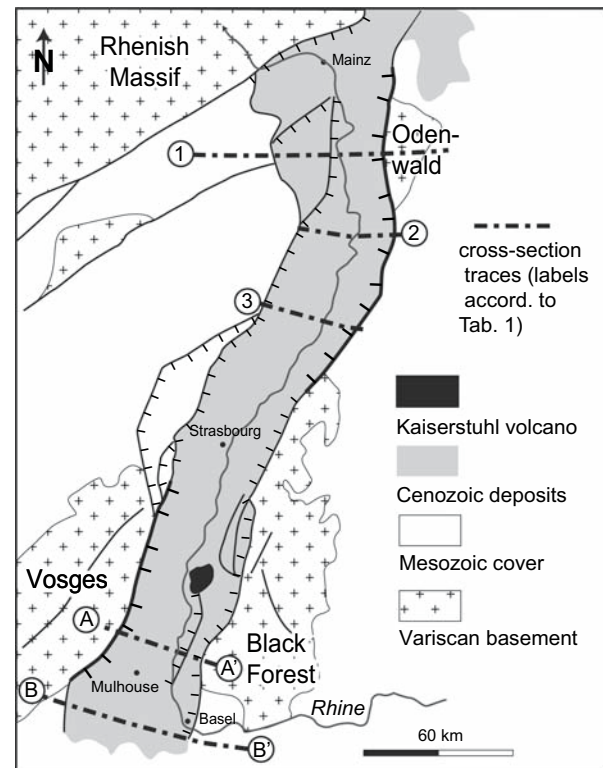 Rhenish
Massif
N
Mainz
Oden-
wald
1
2
3
cross-section
traces (labels
accord. to
Tab. 1)
Strasbourg
Kaiserstuhl volcano
Cenozoic deposits
Mesozoic cover
Variscan basement
Vosges
A
A'
Black
Forest
Mulhouse
B
Basel
Rhine
B'
60 km